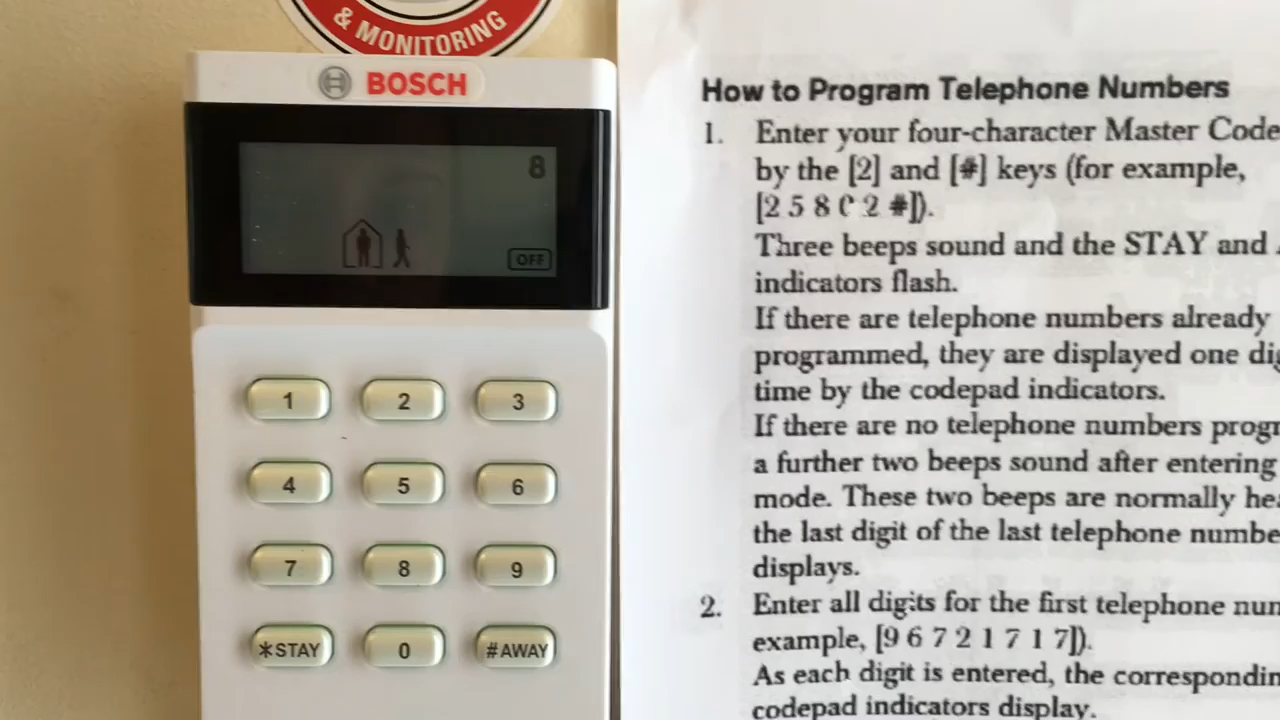 & MONITORING
BOSCH
8
OFF
1 2 3
4 5 6
7 8 9
*STAY 0 #AWAY
How to Program Telephone Numbers
1. Enter your four-character Master Code
by the [2] and [#] keys (for example,
[2 5 8 0 2 #]).
Three beeps sound and the STAY and
indicators flash.
If there are telephone numbers already
programmed, they are displayed one
time by the codepad indicators.
If there are no telephone numbers
a further two beeps sound after entering
mode. These two beeps are normally
the last digit of the last telephone
displays.
2. Enter all digits for the first telephone
example, [9 6 7 2 1 7 1 7]).
As each digit is entered, the
codepad indicators display.